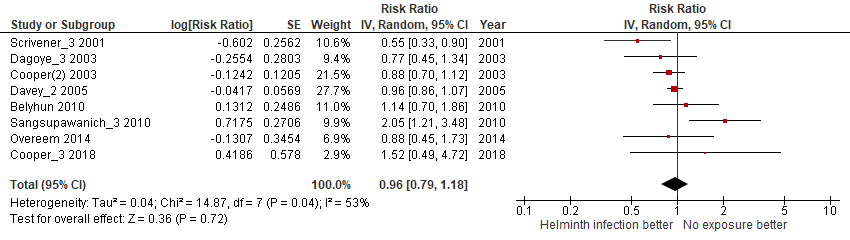 Risk Ratio Risk Ratio
Study or Subgroup log[Risk Ratio] SE Weight IV, Random, 95% CI Year IV, Random, 95% CI
Scrivener_3 2001 -0.602 0.2562 10.6% 0.55 [0.33, 0.90] 2001
Dagoye_3 2003 -0.2554 0.2803 9.4% 0.77 [0.45, 1.34] 2003
Cooper(2) 2003 -0.1242 0.1205 21.5% 0.88 [0.70, 1.12] 2003
Davey_2 2005 -0.0417 0.0569 27.7% 0.96 [0.86, 1.07] 2005
Belyhun 2010 0.1312 0.2486 11.0% 1.14 [0.70, 1.86] 2010
Sangsupawanich_3 2010 0.7175 0.2706 9.9% 2.05 [1.21, 3.48] 2010
Overeem 2014 -0.1307 0.3454 6.9% 0.88 [0.45, 1.73] 2014
Cooper_3 2018 0.4186 0.578 2.9% 1.52 [0.49, 4.72] 2018
Total (95% CI) 100.0% 0.96 [0.79, 1.18]
Heterogeneity: Tau² = 0.04; Chi² = 14.87, df = 7 (P = 0.04); I² = 53%
Test for overall effect: Z = 0.36 (P = 0.72)
0.1 0.2 0.5 1 2 5 10
Helminth infection better No exposure better